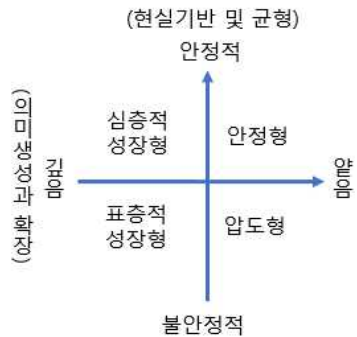 (현실기반 및 균형)
안정적
(의미생성과 확장)
깊음
심층적
성장형
안정형
얕음
표층적
성장형
압도형
불안정적